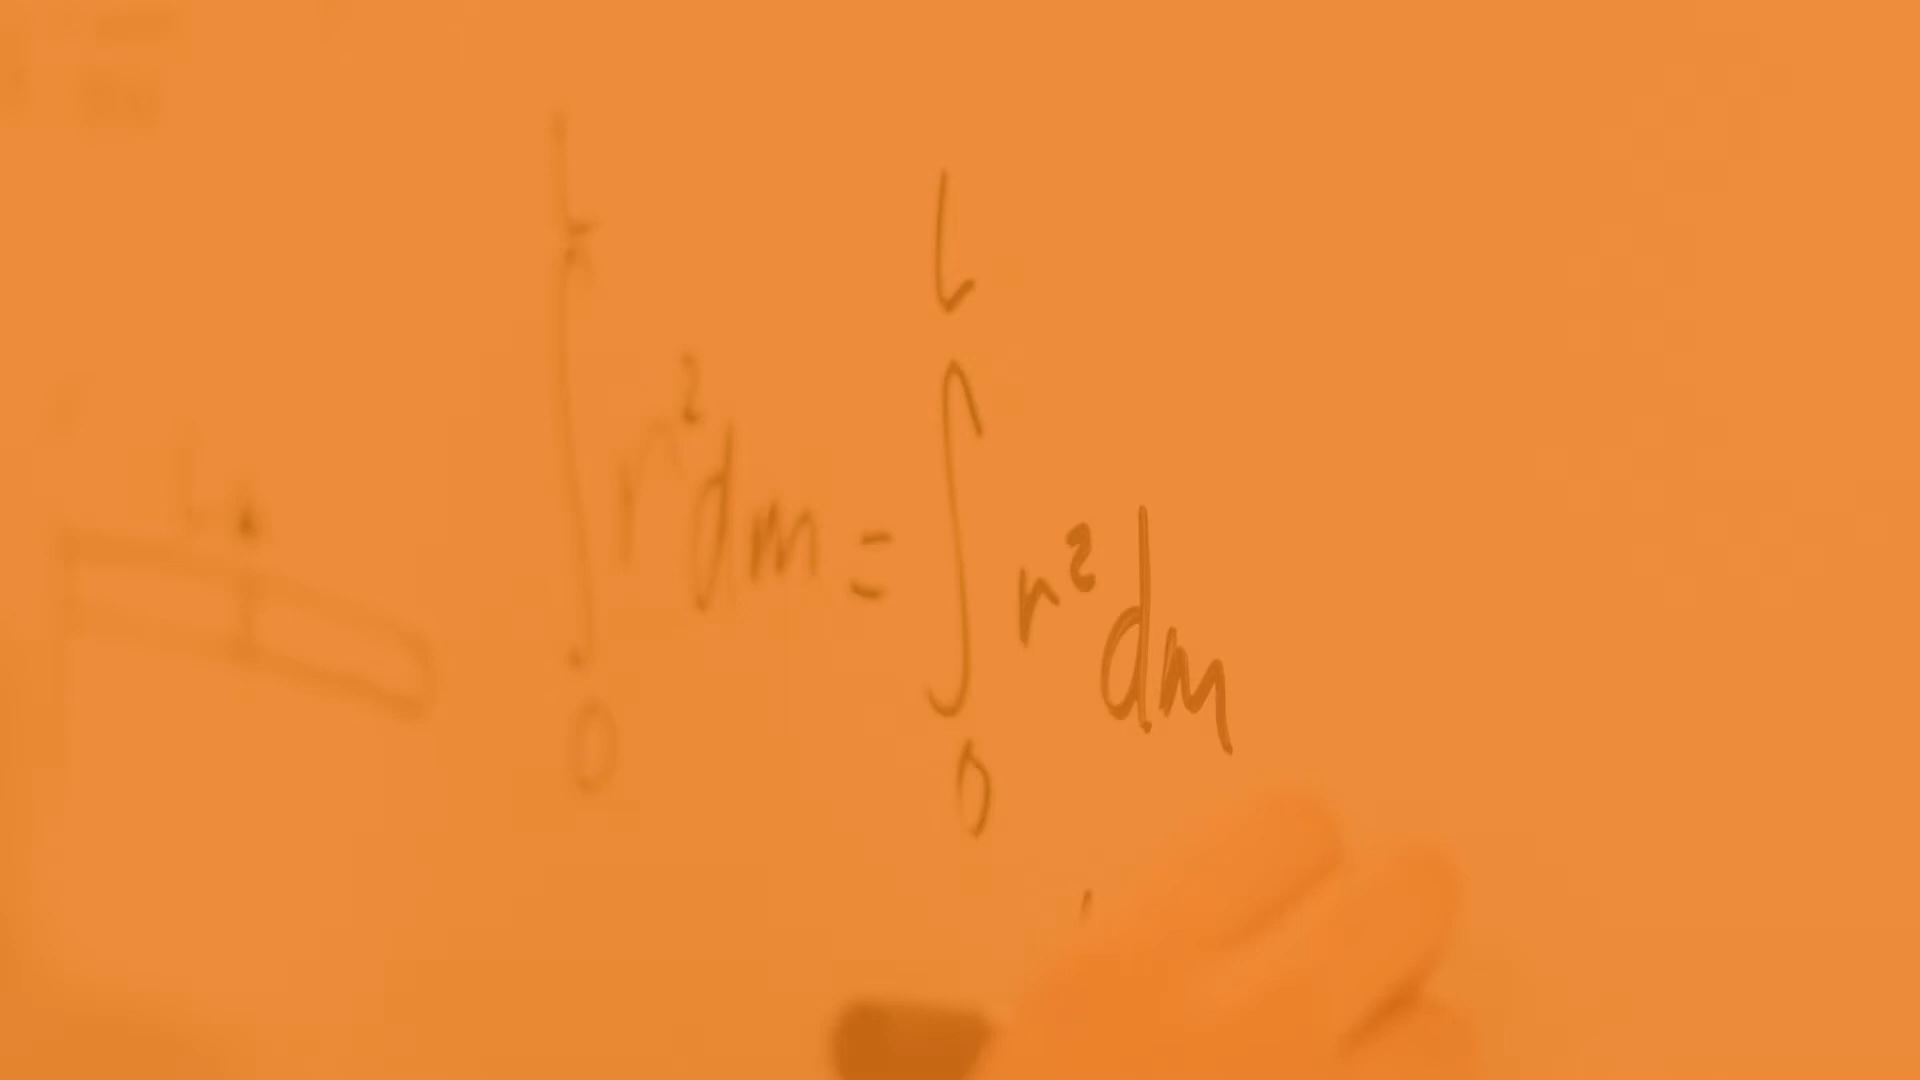 ∫₀ r²dm = ∫₀ᴸ r²dm